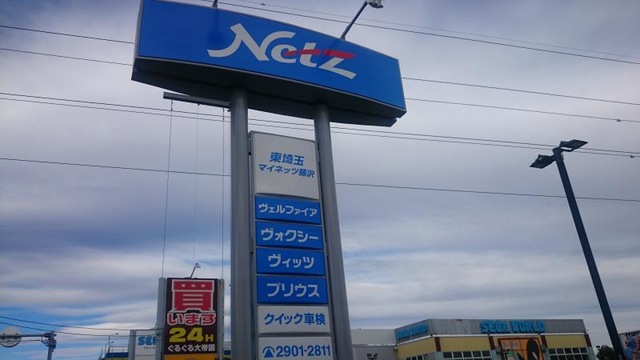 Netz
東埼玉
マイネッツ藤沢
ヴェルファイア
ヴォクシー
ヴィッツ
プリウス
クイック車検
2901-2811
買
います
24H
ぐるぐる大帝国
SEGA WORLD